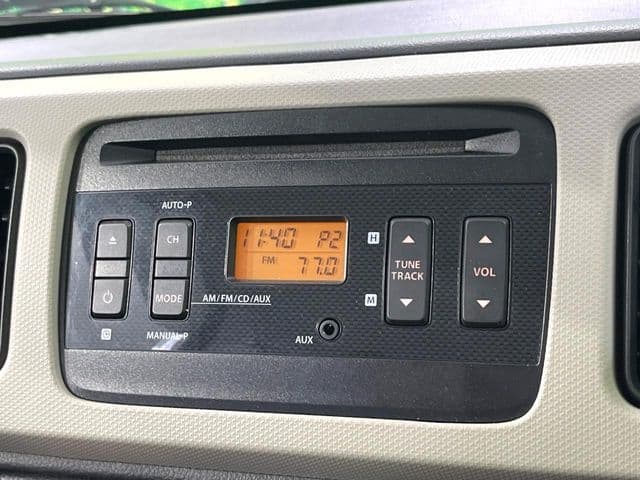 AUTO-P
CH
MODE
MANUAL-P
AM/FM/CD/AUX
11:40 P2
FM 77.0
AUX
H
M
TUNE
TRACK
VOL